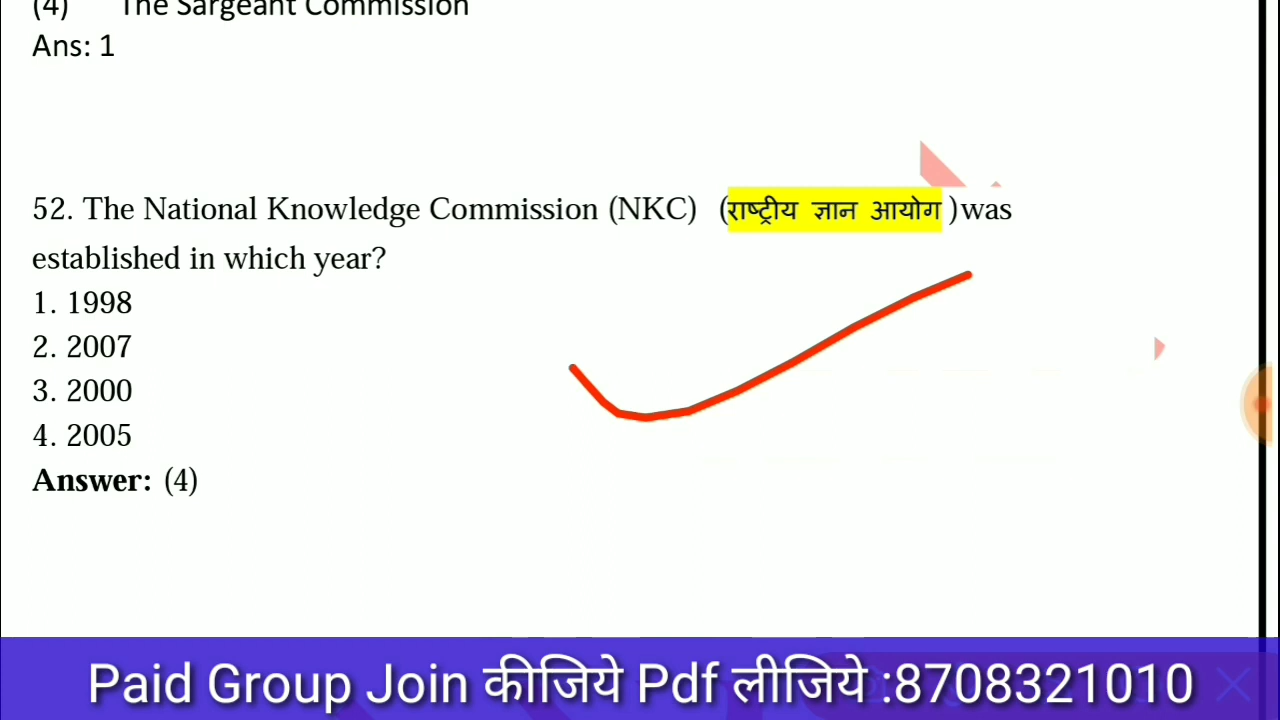 (4) The Sargeant Commission
Ans: 1
52. The National Knowledge Commission (NKC) (राष्ट्रीय ज्ञान आयोग )was
established in which year?
1. 1998
2. 2007
3. 2000
4. 2005
Answer: (4)
Paid Group Join कीजिये Pdf लीजिये :8708321010